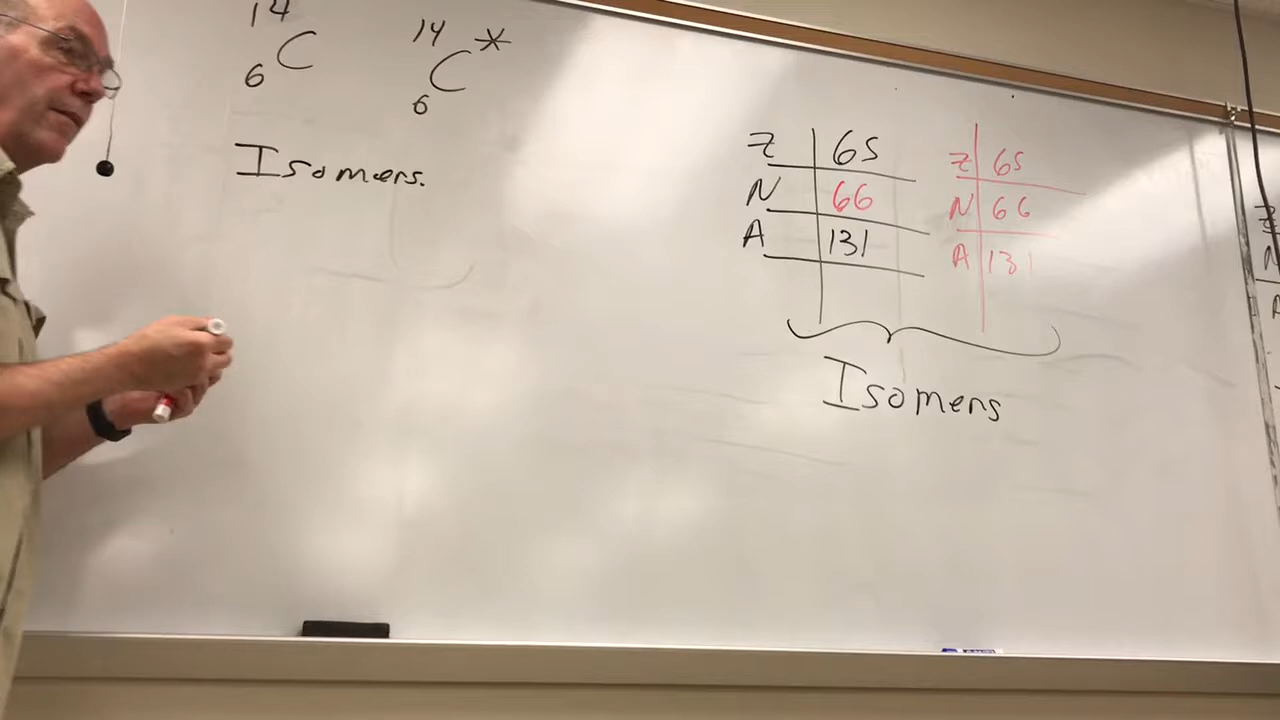 14 C 6
14 C * 6
Isomers.
Z 65
N 66
A 131
Z 65
N 66
A 131
Isomers
Z
N
A